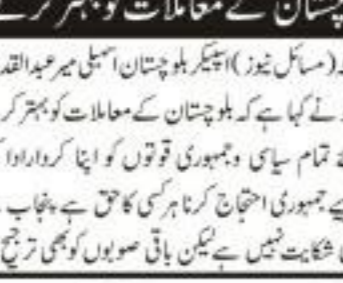 بلوچستان کے معاملات کو بہتر کرنے
(مسائل نیوز) اسپیکر بلوچستان اسمبلی میر عبدالقد
نے کہا ہے کہ بلوچستان کے معاملات کو بہتر کر
تمام سیاسی وجمہوری قوتوں کو اپنا کردارادا
جمہوری احتجاج کرنا ہر کسی کا حق ہے پنجاب
شکایت نہیں ہے لیکن باقی صوبوں کو بھی ترجیح